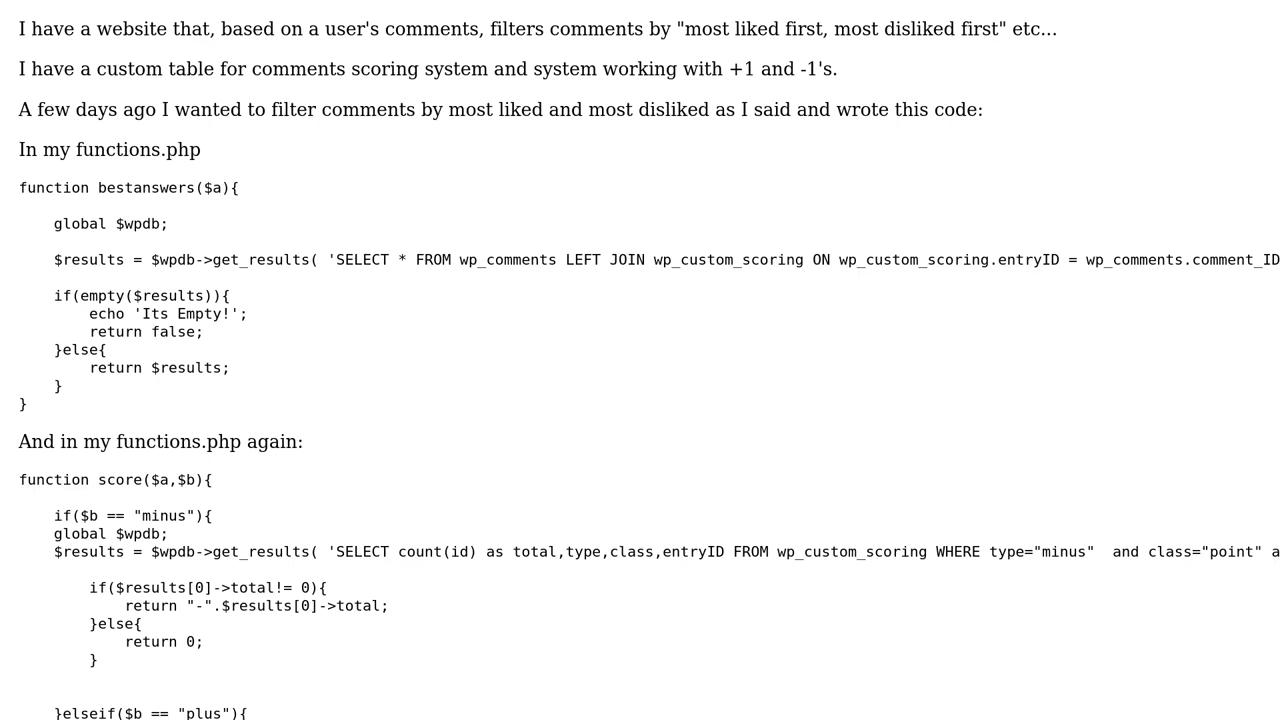 I have a website that, based on a user's comments, filters comments by "most liked first, most disliked first" etc...
I have a custom table for comments scoring system and system working with +1 and -1's.
A few days ago I wanted to filter comments by most liked and most disliked as I said and wrote this code:
In my functions.php
function bestanswers($a){
    global $wpdb;
    $results = $wpdb->get_results( 'SELECT * FROM wp_comments LEFT JOIN wp_custom_scoring ON wp_custom_scoring.entryID = wp_comments.comment_ID
    if(empty($results)){
        echo 'Its Empty!';
        return false;
    }else{
        return $results;
    }
}
And in my functions.php again:
function score($a,$b){
    if($b == "minus"){
    global $wpdb;
    $results = $wpdb->get_results( 'SELECT count(id) as total,type,class,entryID FROM wp_custom_scoring WHERE type="minus"  and class="point" a
        if($results[0]->total!= 0){
            return "-".$results[0]->total;
        }else{
            return 0;
        }
    }elseif($b == "plus"){